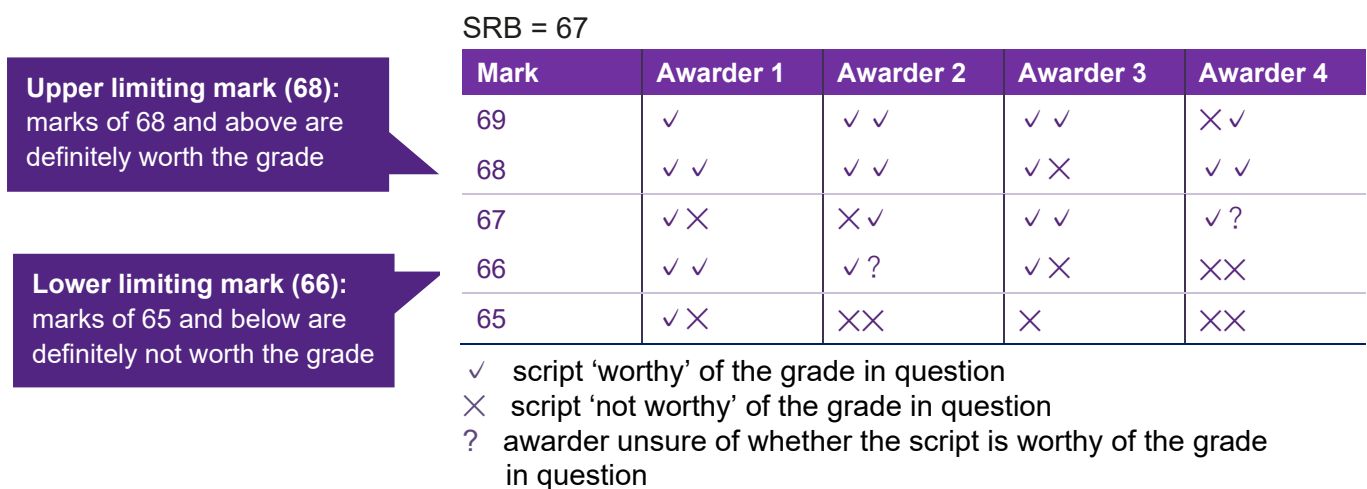 SRB = 67
Upper limiting mark (68):
marks of 68 and above are
definitely worth the grade
Lower limiting mark (66):
marks of 65 and below are
definitely not worth the grade
Mark Awarder 1 Awarder 2 Awarder 3 Awarder 4
69 ✓ ✓ ✓ ✓ ✓ ✕ ✓
68 ✓ ✓ ✓ ✓ ✓ ✕ ✓ ✓
67 ✓ ✕ ✕ ✓ ✓ ✓ ✓ ?
66 ✓ ✓ ✓ ? ✓ ✕ ✕✕
65 ✓ ✕ ✕✕ ✕ ✕✕
✓ script ‘worthy’ of the grade in question
✕ script ‘not worthy’ of the grade in question
? awarder unsure of whether the script is worthy of the grade
in question